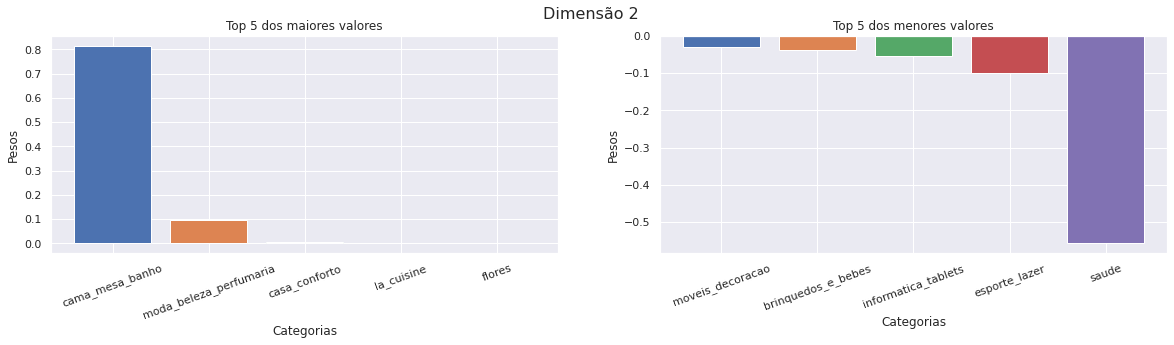 Dimensão 2
Top 5 dos maiores valores
Pesos
0.8
0.7
0.6
0.5
0.4
0.3
0.2
0.1
0.0
cama_mesa_banho
moda_beleza_perfumaria
casa_conforto
la_cuisine
flores
Categorias
Top 5 dos menores valores
Pesos
0.0
−0.1
−0.2
−0.3
−0.4
−0.5
moveis_decoracao
brinquedos_e_bebes
informatica_tablets
esporte_lazer
saude
Categorias